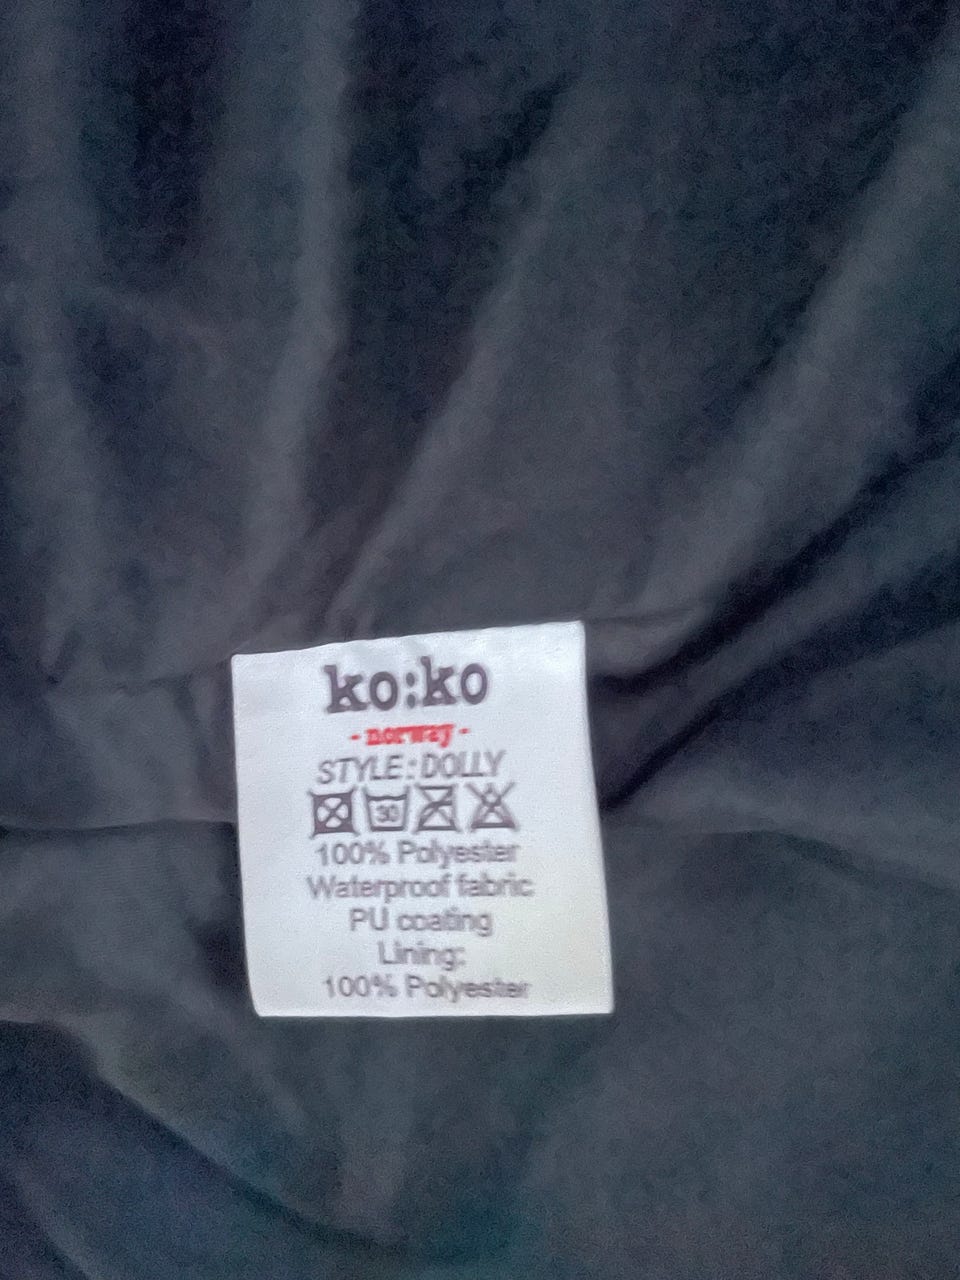 ko:ko
- norway -
STYLE: DOLLY
30
100% Polyester
Waterproof fabric
PU coating
Lining:
100% Polyester